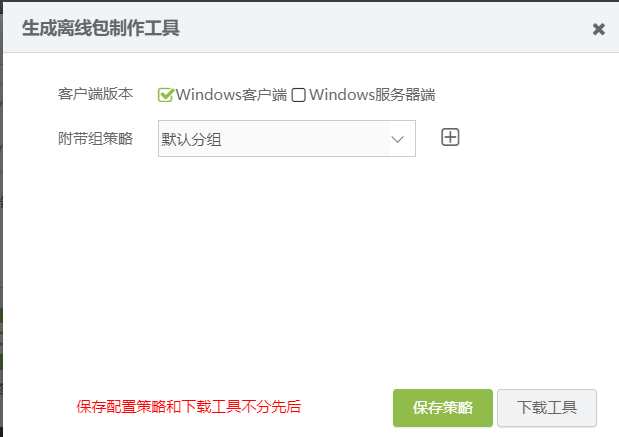 生成离线包制作工具
客户端版本 Windows客户端 Windows服务器端
附带组策略 默认分组
保存配置策略和下载工具不分先后 保存策略 下载工具